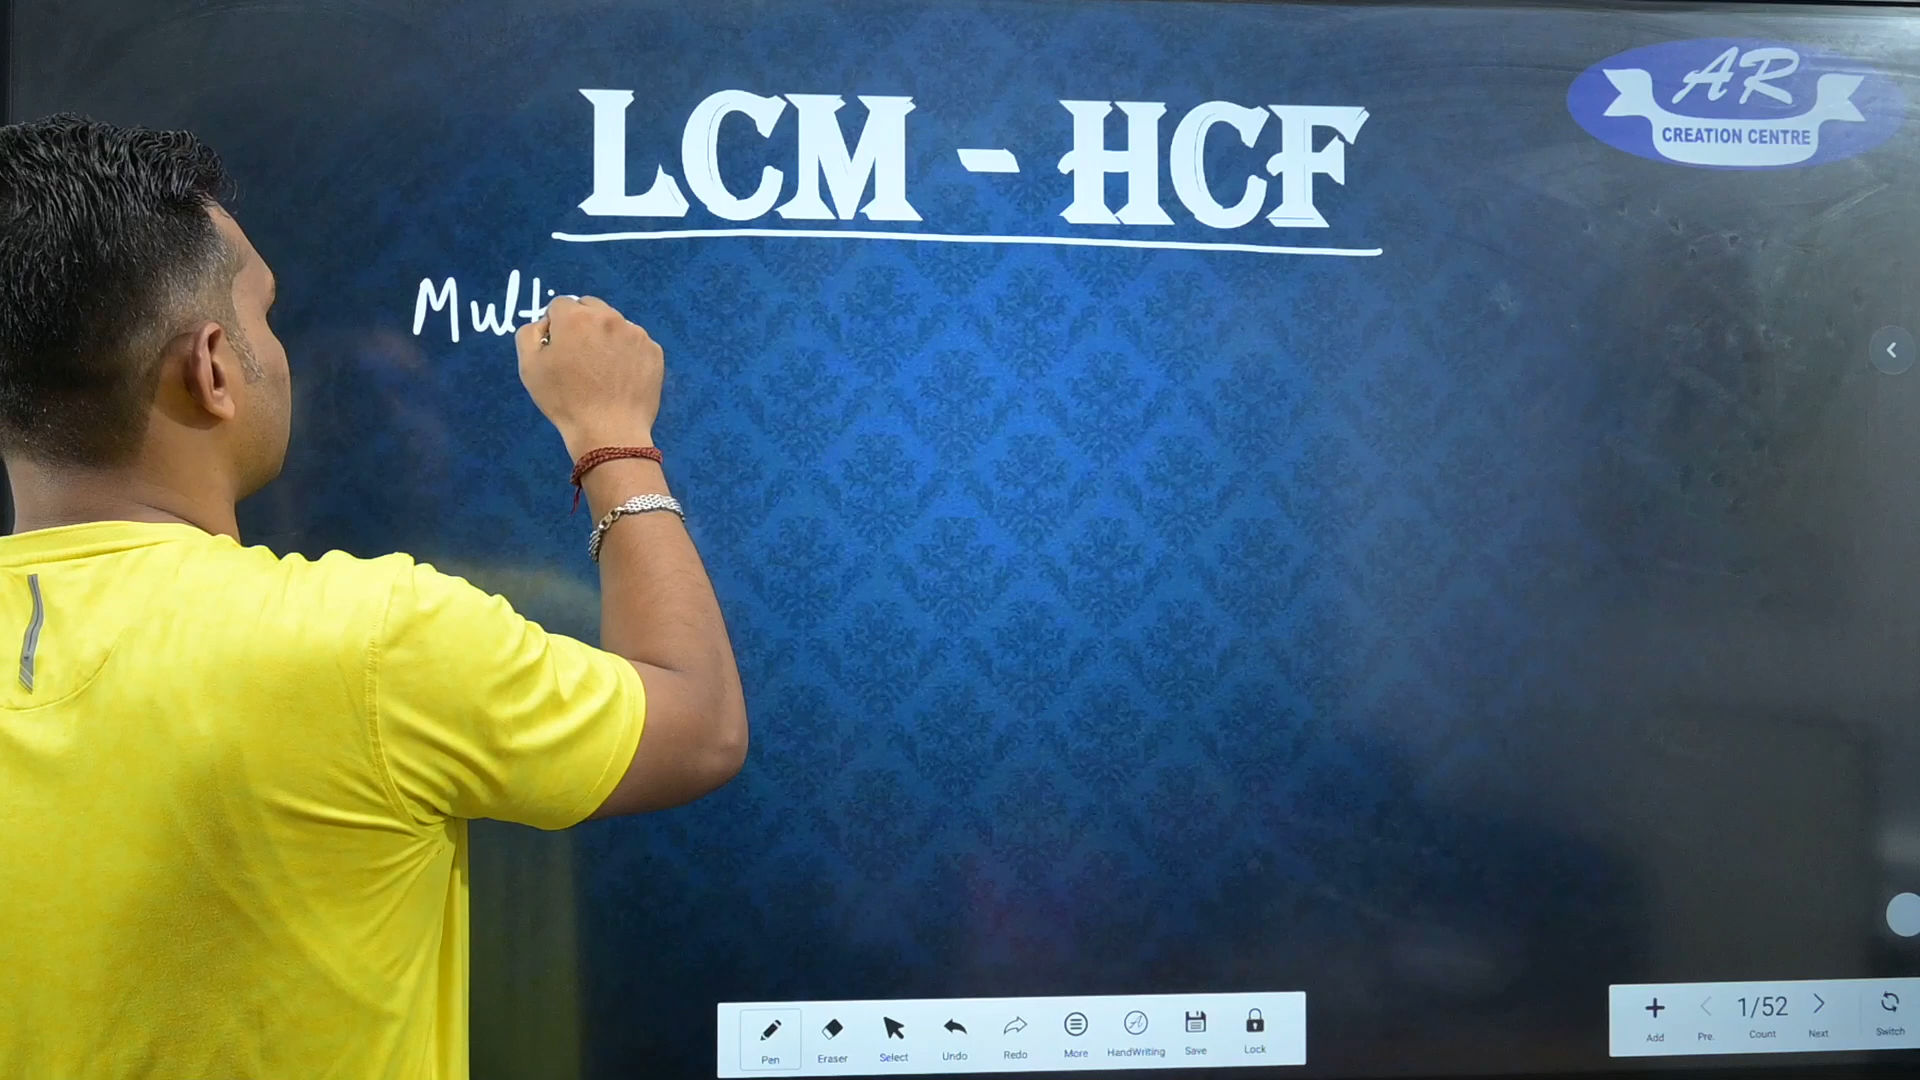 LCM - HCF
AR
CREATION CENTRE
Multi
Pen
Eraser
Select
Undo
Redo
More
HandWriting
Save
Lock
Add
Pre.
1/52
Count
Next
Switch